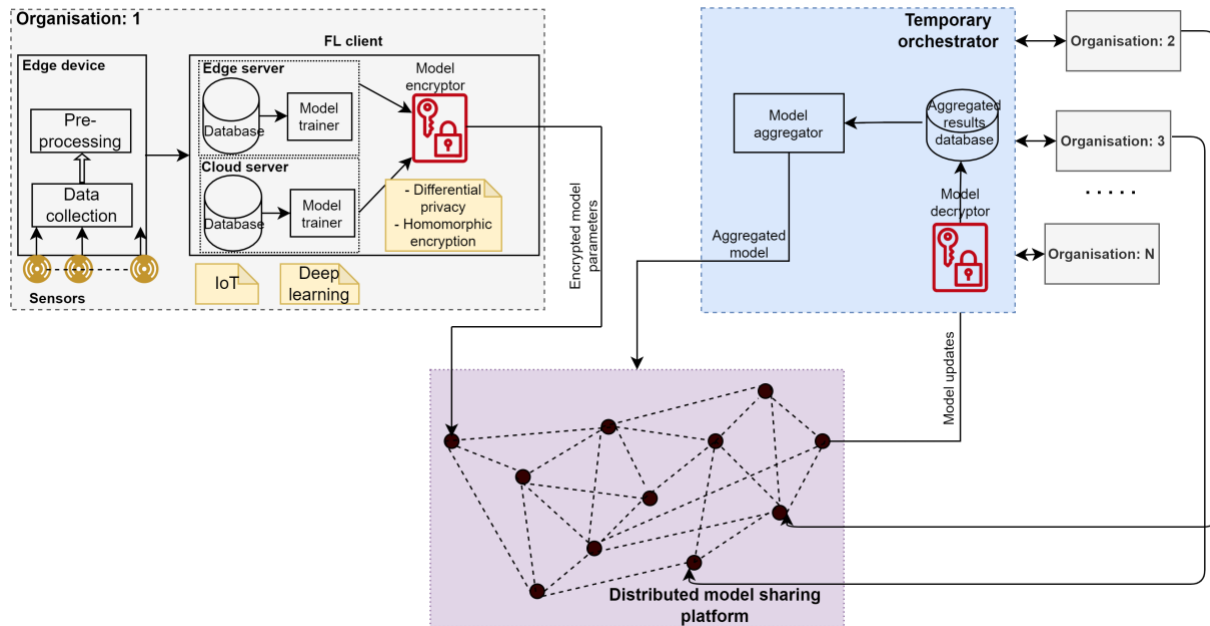 Organisation: 1
FL client
Edge device
Pre-
processing
Data
collection
Sensors
Edge server
Database
Model
trainer
Cloud server
Database
Model
trainer
Model
encryptor
- Differential
privacy
- Homomorphic
encryption
IoT
Deep
learning
Encrypted model
parameters
Temporary
orchestrator
Model
aggregator
Aggregated
results
database
Model
decryptor
Aggregated
model
Model updates
Organisation: 2
Organisation: 3
.....
Organisation: N
Distributed model sharing
platform